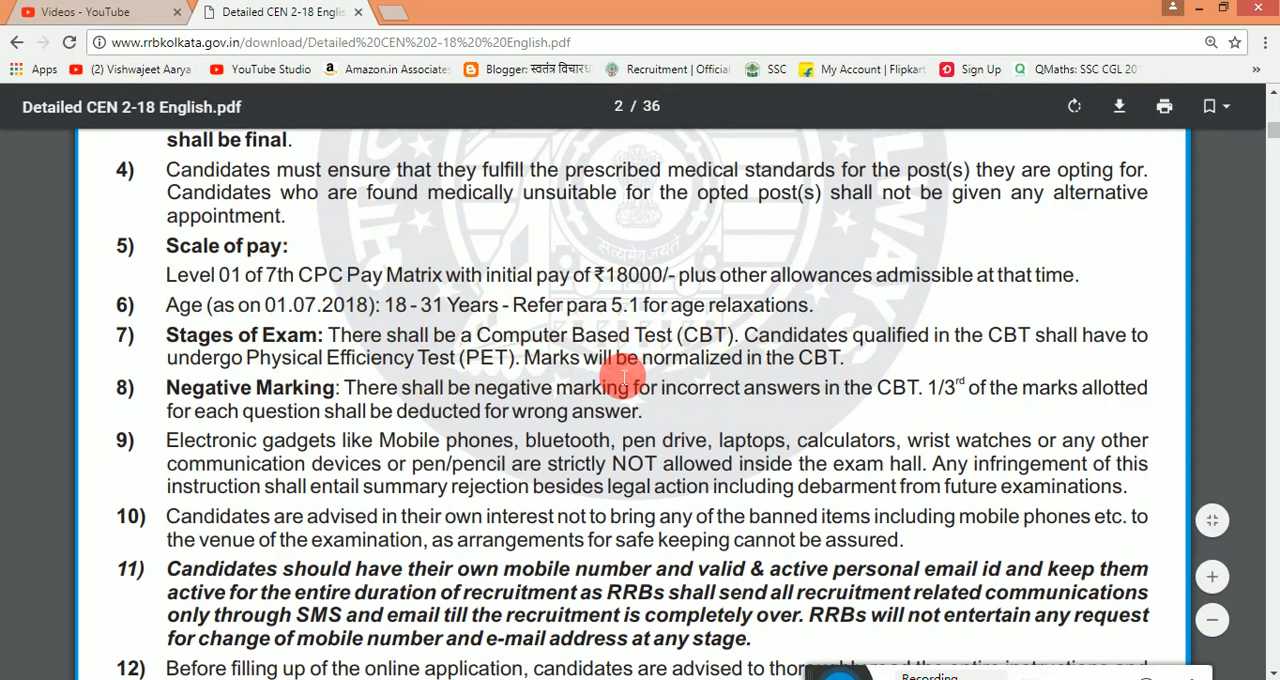 Videos - YouTube
Detailed CEN 2-18 Englis
www.rrbkolkata.gov.in/download/Detailed%20CEN%202-18%20%20English.pdf
Apps
(2) Vishwajeet Aarya
YouTube Studio
Amazon.in Associate
Blogger: स्वतंत्र विचारध
Recruitment | Official
SSC
My Account | Flipkart
Sign Up
QMaths: SSC CGL 201
»
Detailed CEN 2-18 English.pdf
2 / 36
shall be final.
4) Candidates must ensure that they fulfill the prescribed medical standards for the post(s) they are opting for.
Candidates who are found medically unsuitable for the opted post(s) shall not be given any alternative
appointment.
5) Scale of pay:
Level 01 of 7th CPC Pay Matrix with initial pay of ₹18000/- plus other allowances admissible at that time.
6) Age (as on 01.07.2018): 18 - 31 Years - Refer para 5.1 for age relaxations.
7) Stages of Exam: There shall be a Computer Based Test (CBT). Candidates qualified in the CBT shall have to
undergo Physical Efficiency Test (PET). Marks will be normalized in the CBT.
8) Negative Marking: There shall be negative marking for incorrect answers in the CBT. 1/3rd of the marks allotted
for each question shall be deducted for wrong answer.
9) Electronic gadgets like Mobile phones, bluetooth, pen drive, laptops, calculators, wrist watches or any other
communication devices or pen/pencil are strictly NOT allowed inside the exam hall. Any infringement of this
instruction shall entail summary rejection besides legal action including debarment from future examinations.
10) Candidates are advised in their own interest not to bring any of the banned items including mobile phones etc. to
the venue of the examination, as arrangements for safe keeping cannot be assured.
11) Candidates should have their own mobile number and valid & active personal email id and keep them
active for the entire duration of recruitment as RRBs shall send all recruitment related communications
only through SMS and email till the recruitment is completely over. RRBs will not entertain any request
for change of mobile number and e-mail address at any stage.
12) Before filling up of the online application, candidates are advised to thoroughly read the entire instructions and
Recording
सत्यमेव जयते